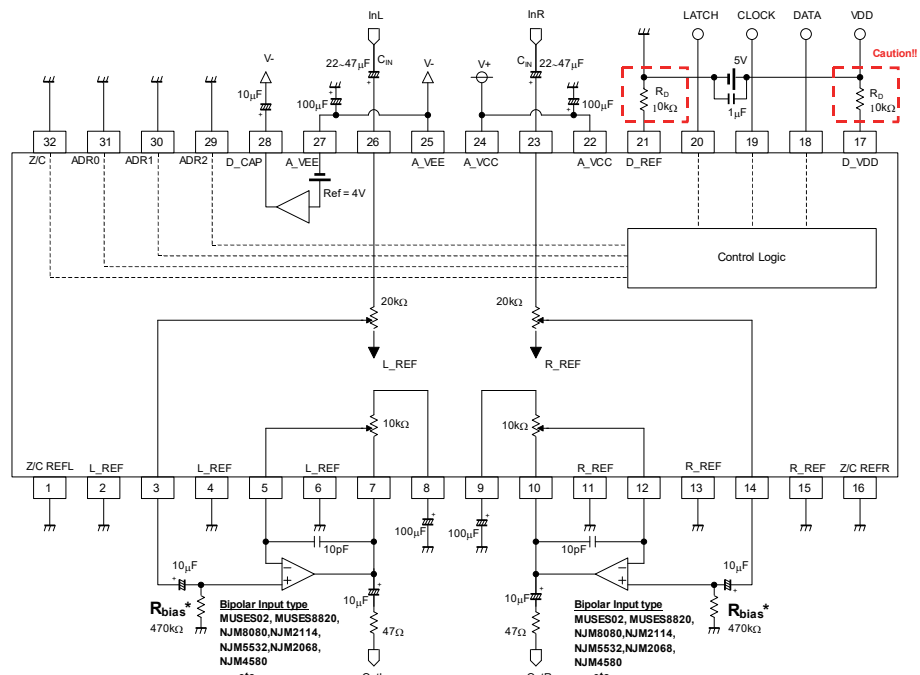 InL InR LATCH CLOCK DATA VDD
Caution!!
V- 22~47μF CIN V- V+ 22~47μF CIN 5V
10μF 100μF 100μF RD 10kΩ 1μF RD 10kΩ
32 31 30 29 28 27 26 25 24 23 22 21 20 19 18 17
Z/C ADR0 ADR1 ADR2 D_CAP A_VEE A_VEE A_VCC A_VCC D_REF D_VDD
Ref = 4V
Control Logic
20kΩ 20kΩ
L_REF R_REF
10kΩ 10kΩ
Z/C REFL L_REF L_REF L_REF R_REF R_REF R_REF Z/C REFR
1 2 3 4 5 6 7 8 9 10 11 12 13 14 15 16
100μF 100μF
10pF 10pF
10μF 10μF
Rbias* 470kΩ
Bipolar Input type
MUSES02, MUSES8820,
NJM8080,NJM2114,
NJM5532,NJM2068,
NJM4580
10μF
47Ω
10μF
47Ω
Bipolar Input type
MUSES02, MUSES8820,
NJM8080,NJM2114,
NJM5532,NJM2068,
NJM4580
Rbias* 470kΩ